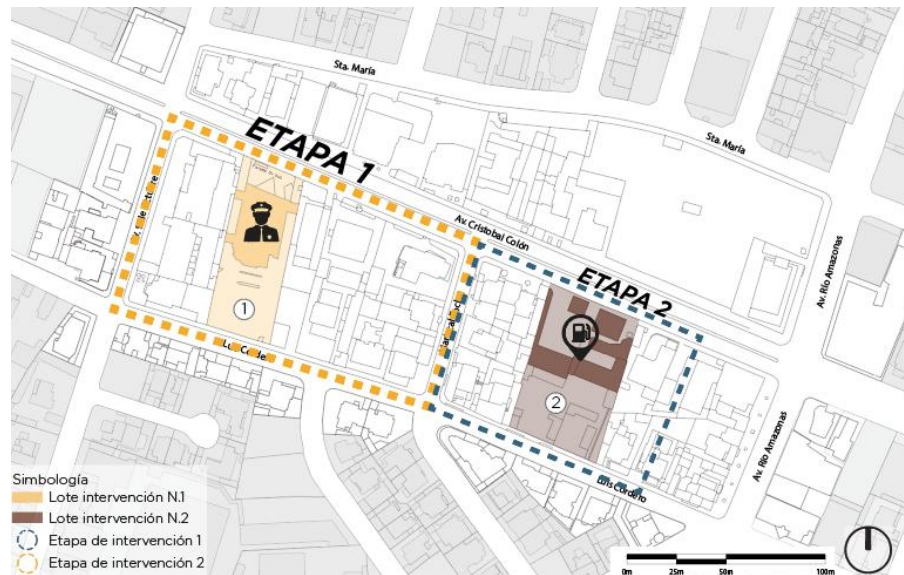 Sta. María
Sta. María
ETAPA 1
Av. Cristobal Colón
ETAPA 2
Av. Río Amazonas
1
2
Av. Río Amazonas
Luis Cordero
Simbología
Lote intervención N.1
Lote intervención N.2
Etapa de intervención 1
Etapa de intervención 2
0m 25m 50m 100m